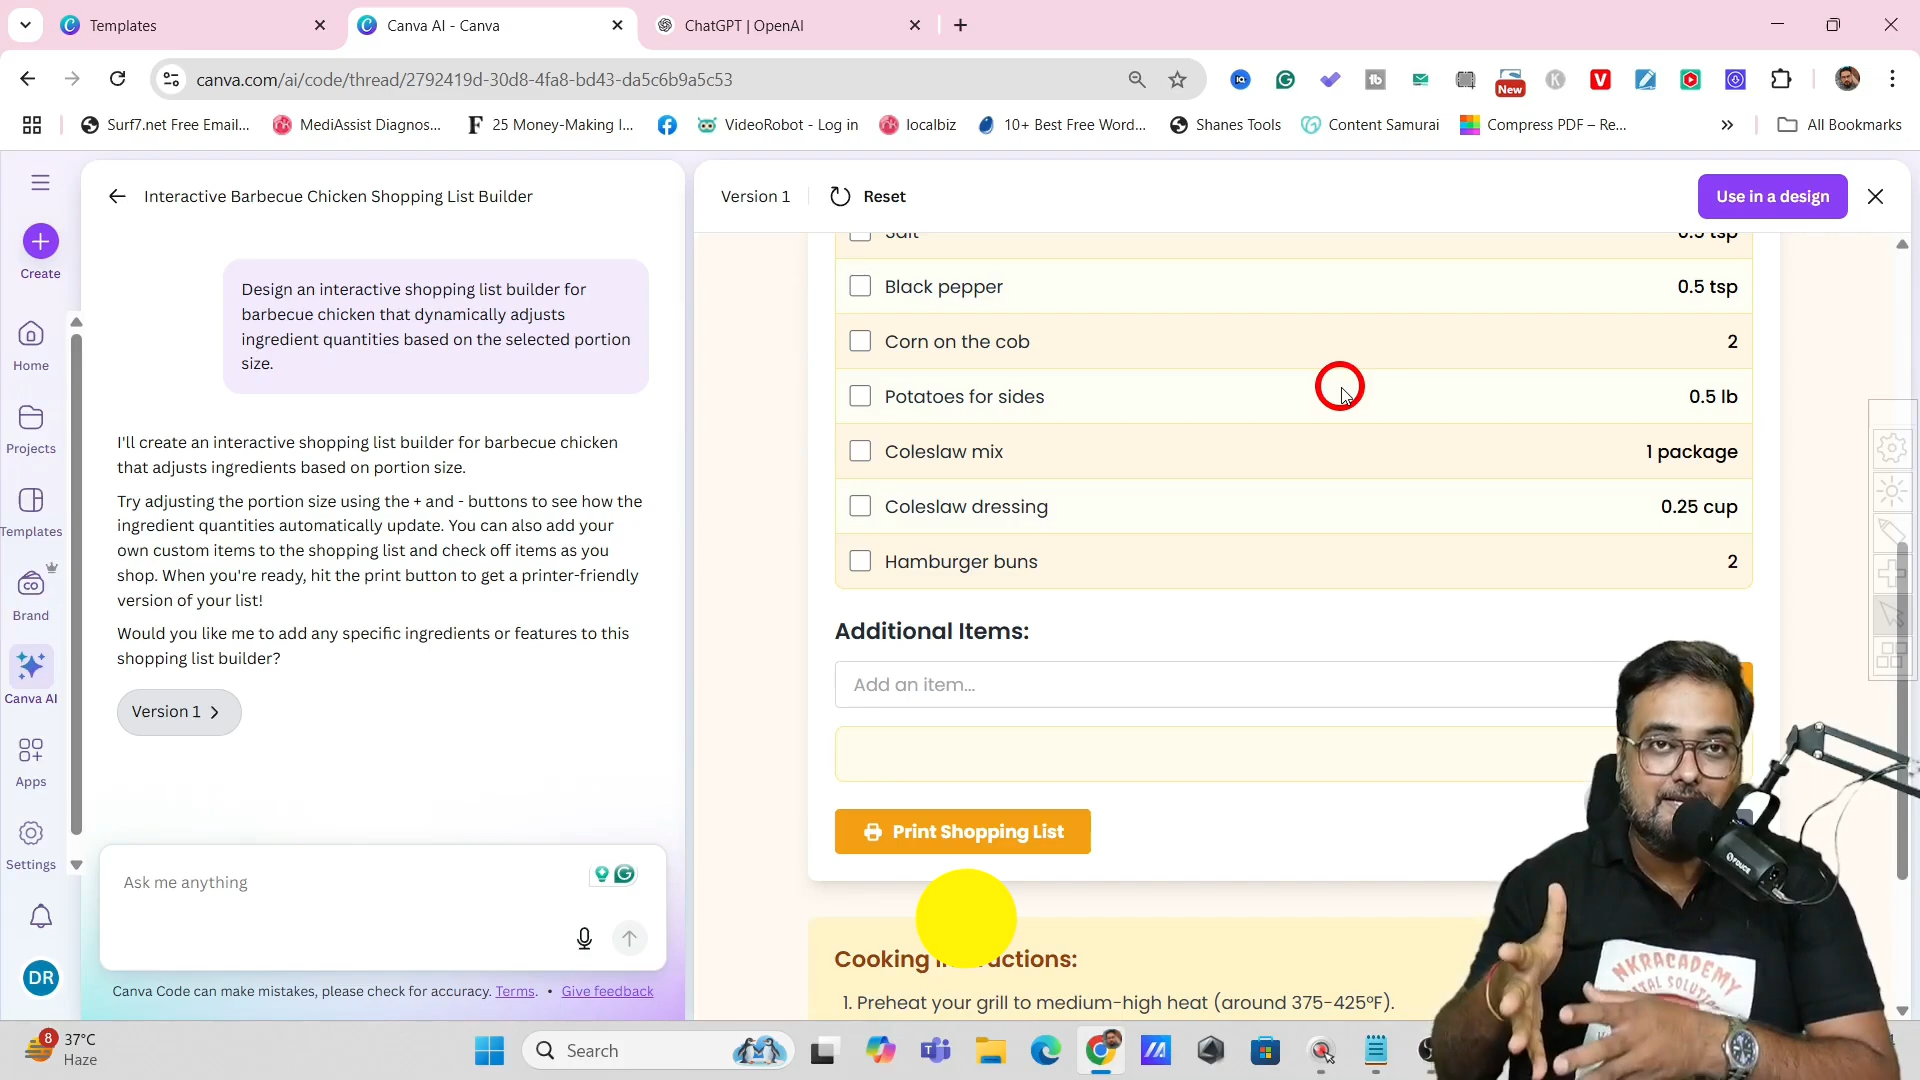 Templates
Canva AI - Canva
ChatGPT | OpenAI
canva.com/ai/code/thread/2792419d-30d8-4fa8-bd43-da5c6b9a5c53
New
Surf7.net Free Email...
MediAssist Diagnos...
25 Money-Making I...
VideoRobot - Log in
localbiz
10+ Best Free Word...
Shanes Tools
Content Samurai
Compress PDF – Re...
All Bookmarks
Create
Home
Projects
Templates
Brand
Canva AI
Apps
Settings
DR
Interactive Barbecue Chicken Shopping List Builder
Design an interactive shopping list builder for
barbecue chicken that dynamically adjusts
ingredient quantities based on the selected portion
size.
I'll create an interactive shopping list builder for barbecue chicken
that adjusts ingredients based on portion size.
Try adjusting the portion size using the + and - buttons to see how the
ingredient quantities automatically update. You can also add your
own custom items to the shopping list and check off items as you
shop. When you're ready, hit the print button to get a printer-friendly
version of your list!
Would you like me to add any specific ingredients or features to this
shopping list builder?
Version 1
Ask me anything
Canva Code can make mistakes, please check for accuracy. Terms. • Give feedback
Version 1
Reset
Use in a design
Salt 0.5 tsp
Black pepper 0.5 tsp
Corn on the cob 2
Potatoes for sides 0.5 lb
Coleslaw mix 1 package
Coleslaw dressing 0.25 cup
Hamburger buns 2
Additional Items:
Add an item...
Print Shopping List
Cooking
1. Preheat your grill to medium-high heat (around 375-425°F).
FDUCE
NKRACADEMY
8
37°C
Haze
Search